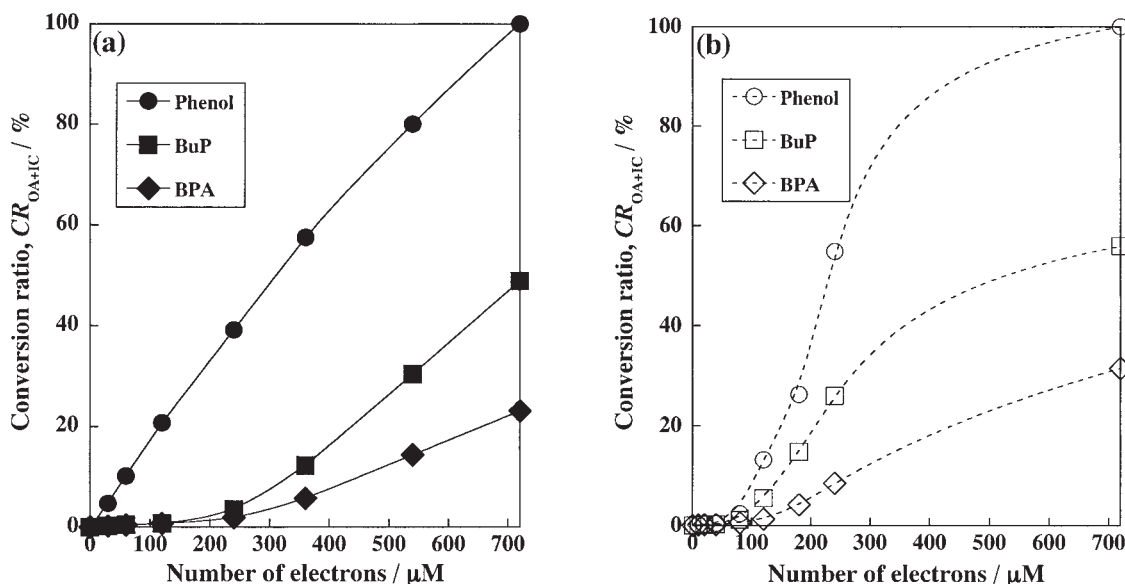 (a)
Phenol
BuP
BPA
Conversion ratio, CR_OA+IC / %
100
80
60
40
20
0
0 100 200 300 400 500 600 700
Number of electrons / μM
(b)
Phenol
BuP
BPA
Conversion ratio, CR_OA+IC / %
100
80
60
40
20
0
0 100 200 300 400 500 600 700
Number of electrons / μM